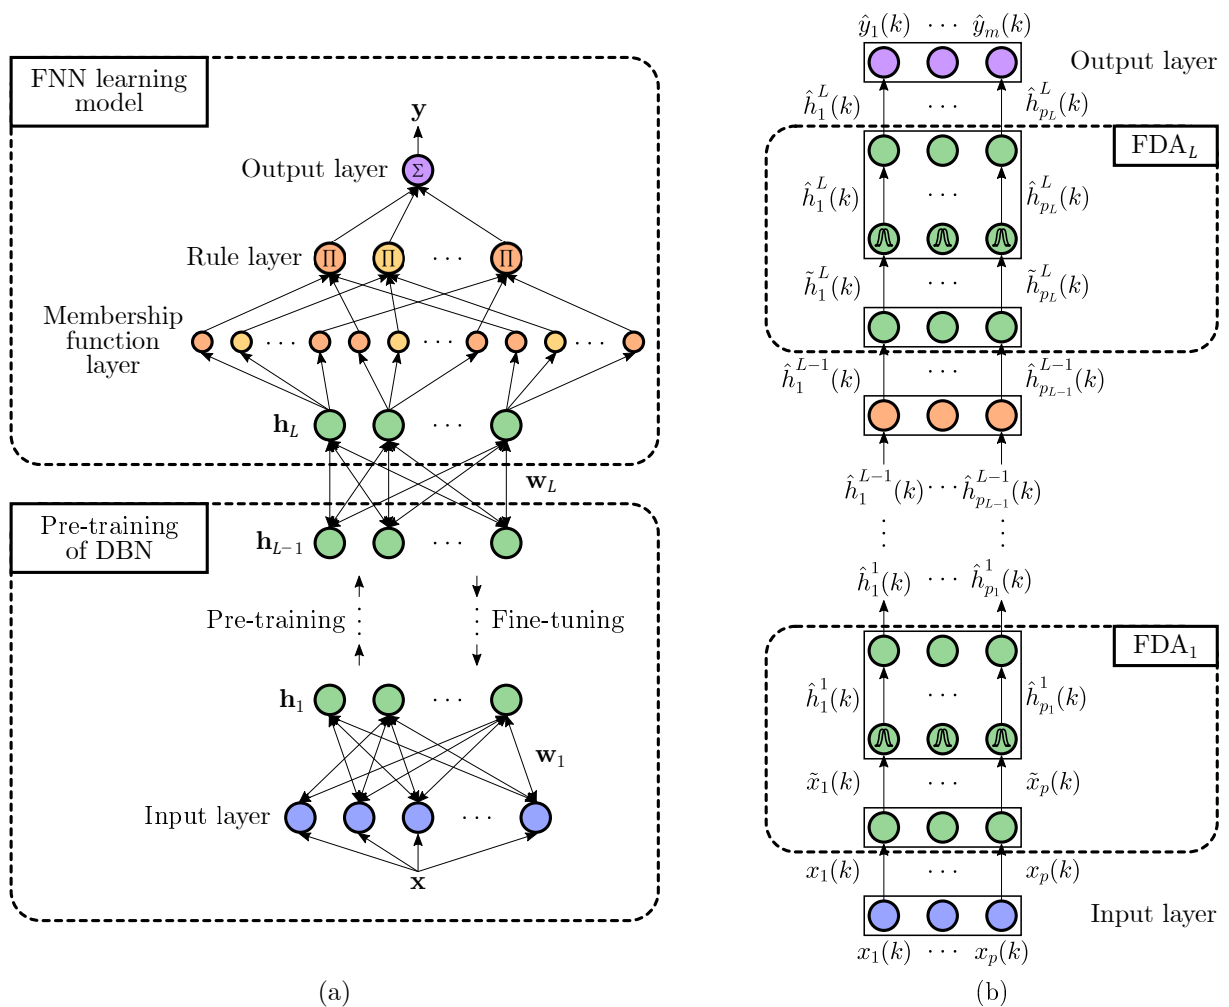 FNN learning
model
y
Output layer
Σ
Rule layer
Π Π · · · Π
Membership
function
layer
· · · · · · · · ·
h_L
· · ·
w_L
Pre-training
of DBN
h_{L−1}
· · ·
Pre-training
Fine-tuning
h_1
· · ·
w_1
Input layer
· · ·
x
(a)
ŷ_1(k) · · · ŷ_m(k)
Output layer
ĥ_1^L(k) · · · ĥ_{p_L}^L(k)
FDA_L
ĥ_1^L(k) · · · ĥ_{p_L}^L(k)
h̃_1^L(k) · · · h̃_{p_L}^L(k)
ĥ_1^{L−1}(k) · · · ĥ_{p_{L−1}}^{L−1}(k)
ĥ_1^{L−1}(k) · · · ĥ_{p_{L−1}}^{L−1}(k)
ĥ_1^1(k) · · · ĥ_{p_1}^1(k)
FDA_1
ĥ_1^1(k) · · · ĥ_{p_1}^1(k)
x̃_1(k) · · · x̃_p(k)
x_1(k) · · · x_p(k)
Input layer
x_1(k) · · · x_p(k)
(b)